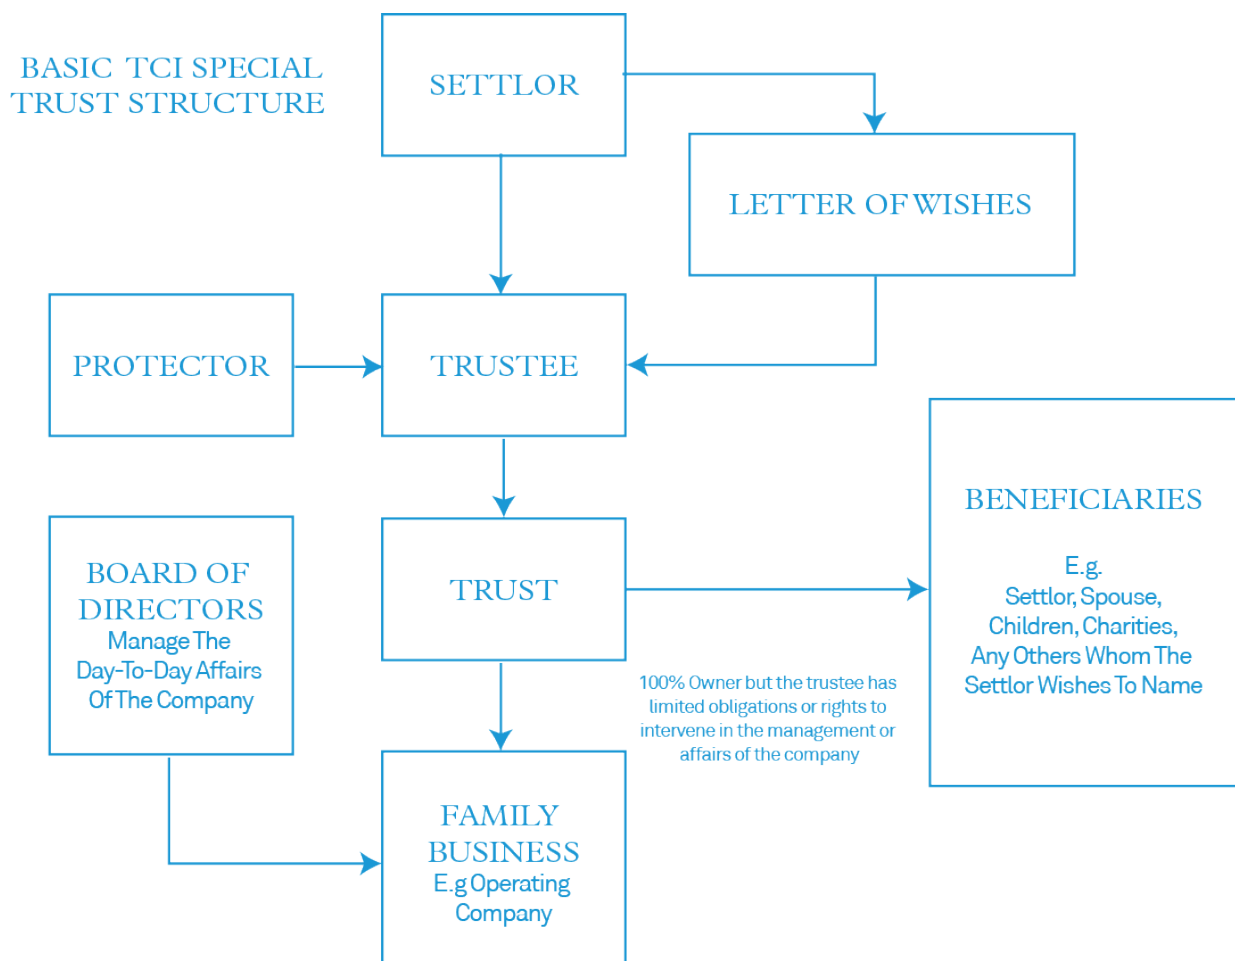 BASIC TCI SPECIAL
TRUST STRUCTURE
SETTLOR
LETTER OF WISHES
PROTECTOR
TRUSTEE
BENEFICIARIES
E.g.
Settlor, Spouse,
Children, Charities,
Any Others Whom The
Settlor Wishes To Name
BOARD OF
DIRECTORS
Manage The
Day-To-Day Affairs
Of The Company
TRUST
100% Owner but the trustee has
limited obligations or rights to
intervene in the management or
affairs of the company
FAMILY
BUSINESS
E.g Operating
Company